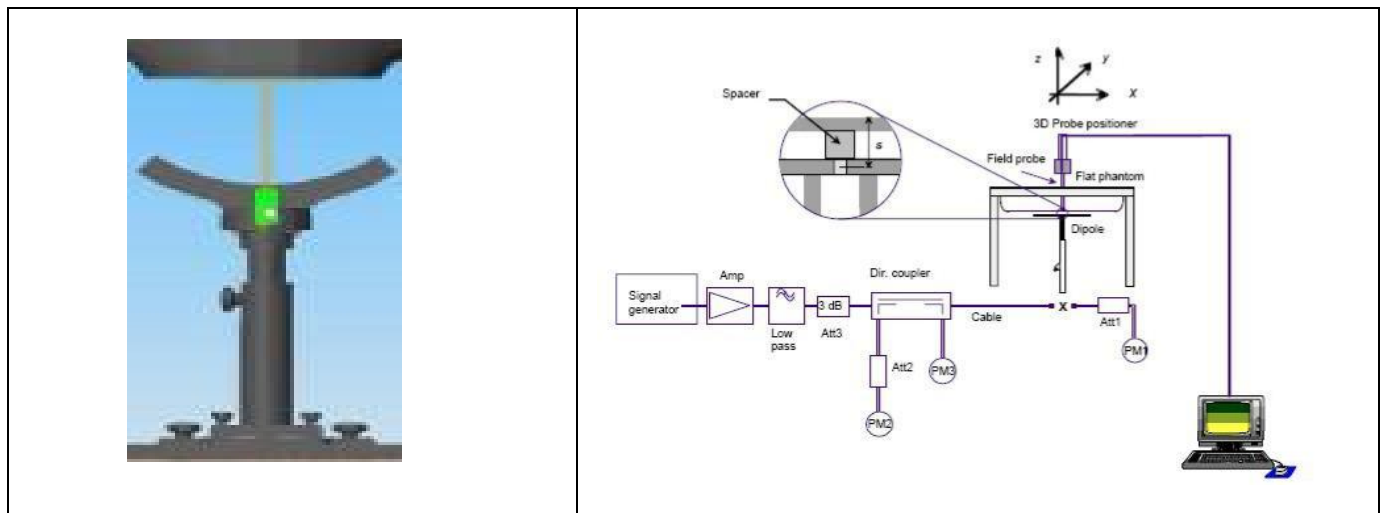 z
y
X
Spacer
s
3D Probe positioner
Field probe
Flat phantom
Dipole
Signal
generator
Amp
Low
pass
3 dB
Att3
Dir. coupler
Cable
x
Att1
PM1
Att2
PM3
PM2